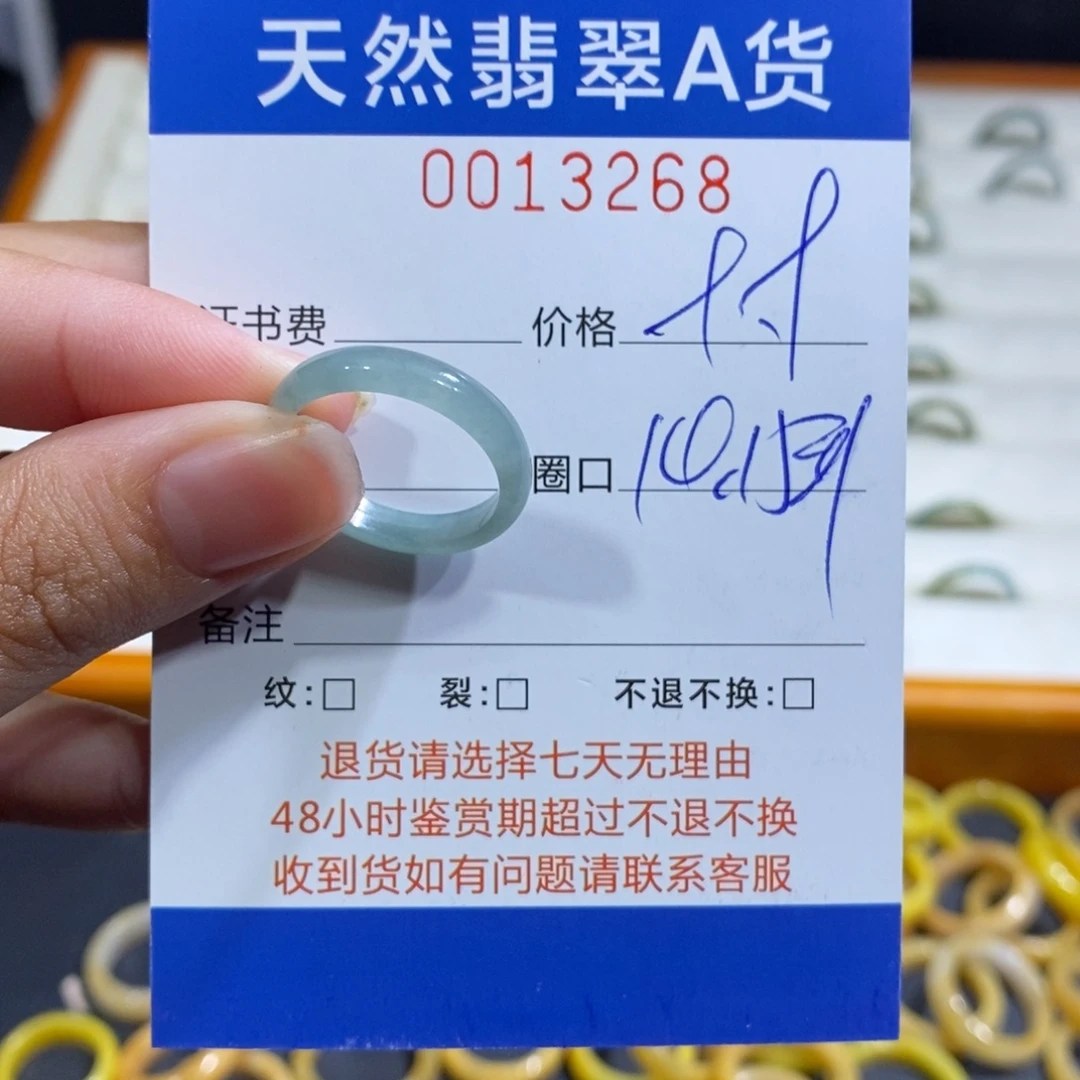 天然翡翠A货
0013268
证书费 价格 付
圈口
备注
纹:□ 裂:□ 不退不换:□
退货请选择七天无理由
48小时鉴赏期超过不退不换
收到货如有问题请联系客服